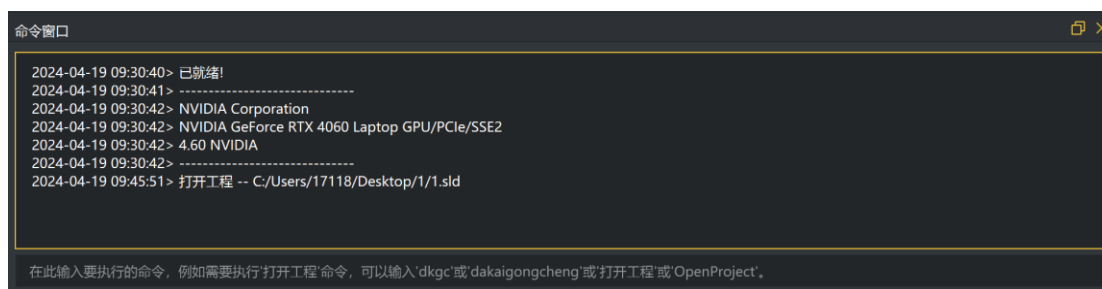 命令窗口
2024-04-19 09:30:40> 已就绪!
2024-04-19 09:30:41> ------------------------------
2024-04-19 09:30:42> NVIDIA Corporation
2024-04-19 09:30:42> NVIDIA GeForce RTX 4060 Laptop GPU/PCIe/SSE2
2024-04-19 09:30:42> 4.60 NVIDIA
2024-04-19 09:30:42> ------------------------------
2024-04-19 09:45:51> 打开工程 -- C:/Users/17118/Desktop/1/1.sld
在此输入要执行的命令，例如需要执行'打开工程'命令，可以输入'dkgc'或'dakaigongcheng'或'打开工程'或'OpenProject'。